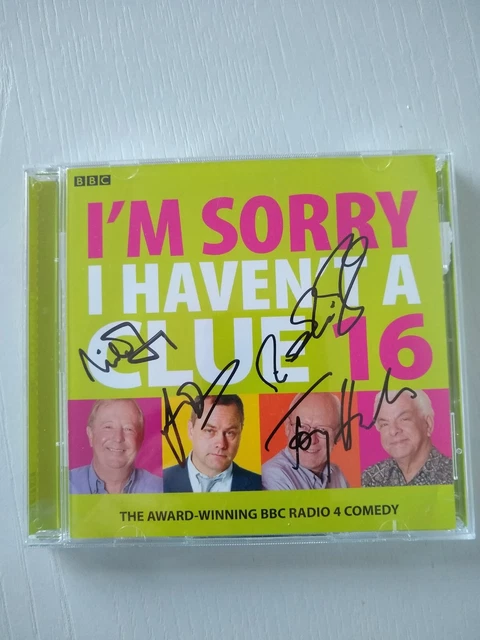 BBC
I'M SORRY
I HAVEN'T A
CLUE 16
THE AWARD-WINNING BBC RADIO 4 COMEDY